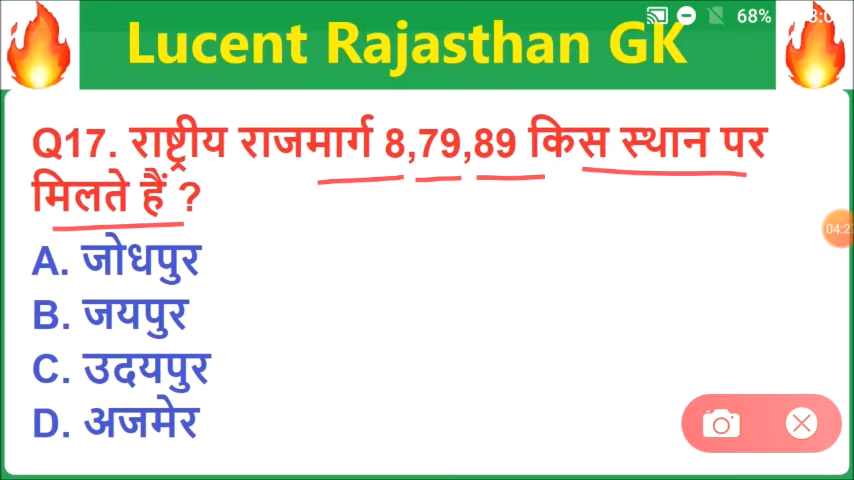 68%
Lucent Rajasthan GK
Q17. राष्ट्रीय राजमार्ग 8,79,89 किस स्थान पर
मिलते हैं ?
A. जोधपुर
B. जयपुर
C. उदयपुर
D. अजमेर